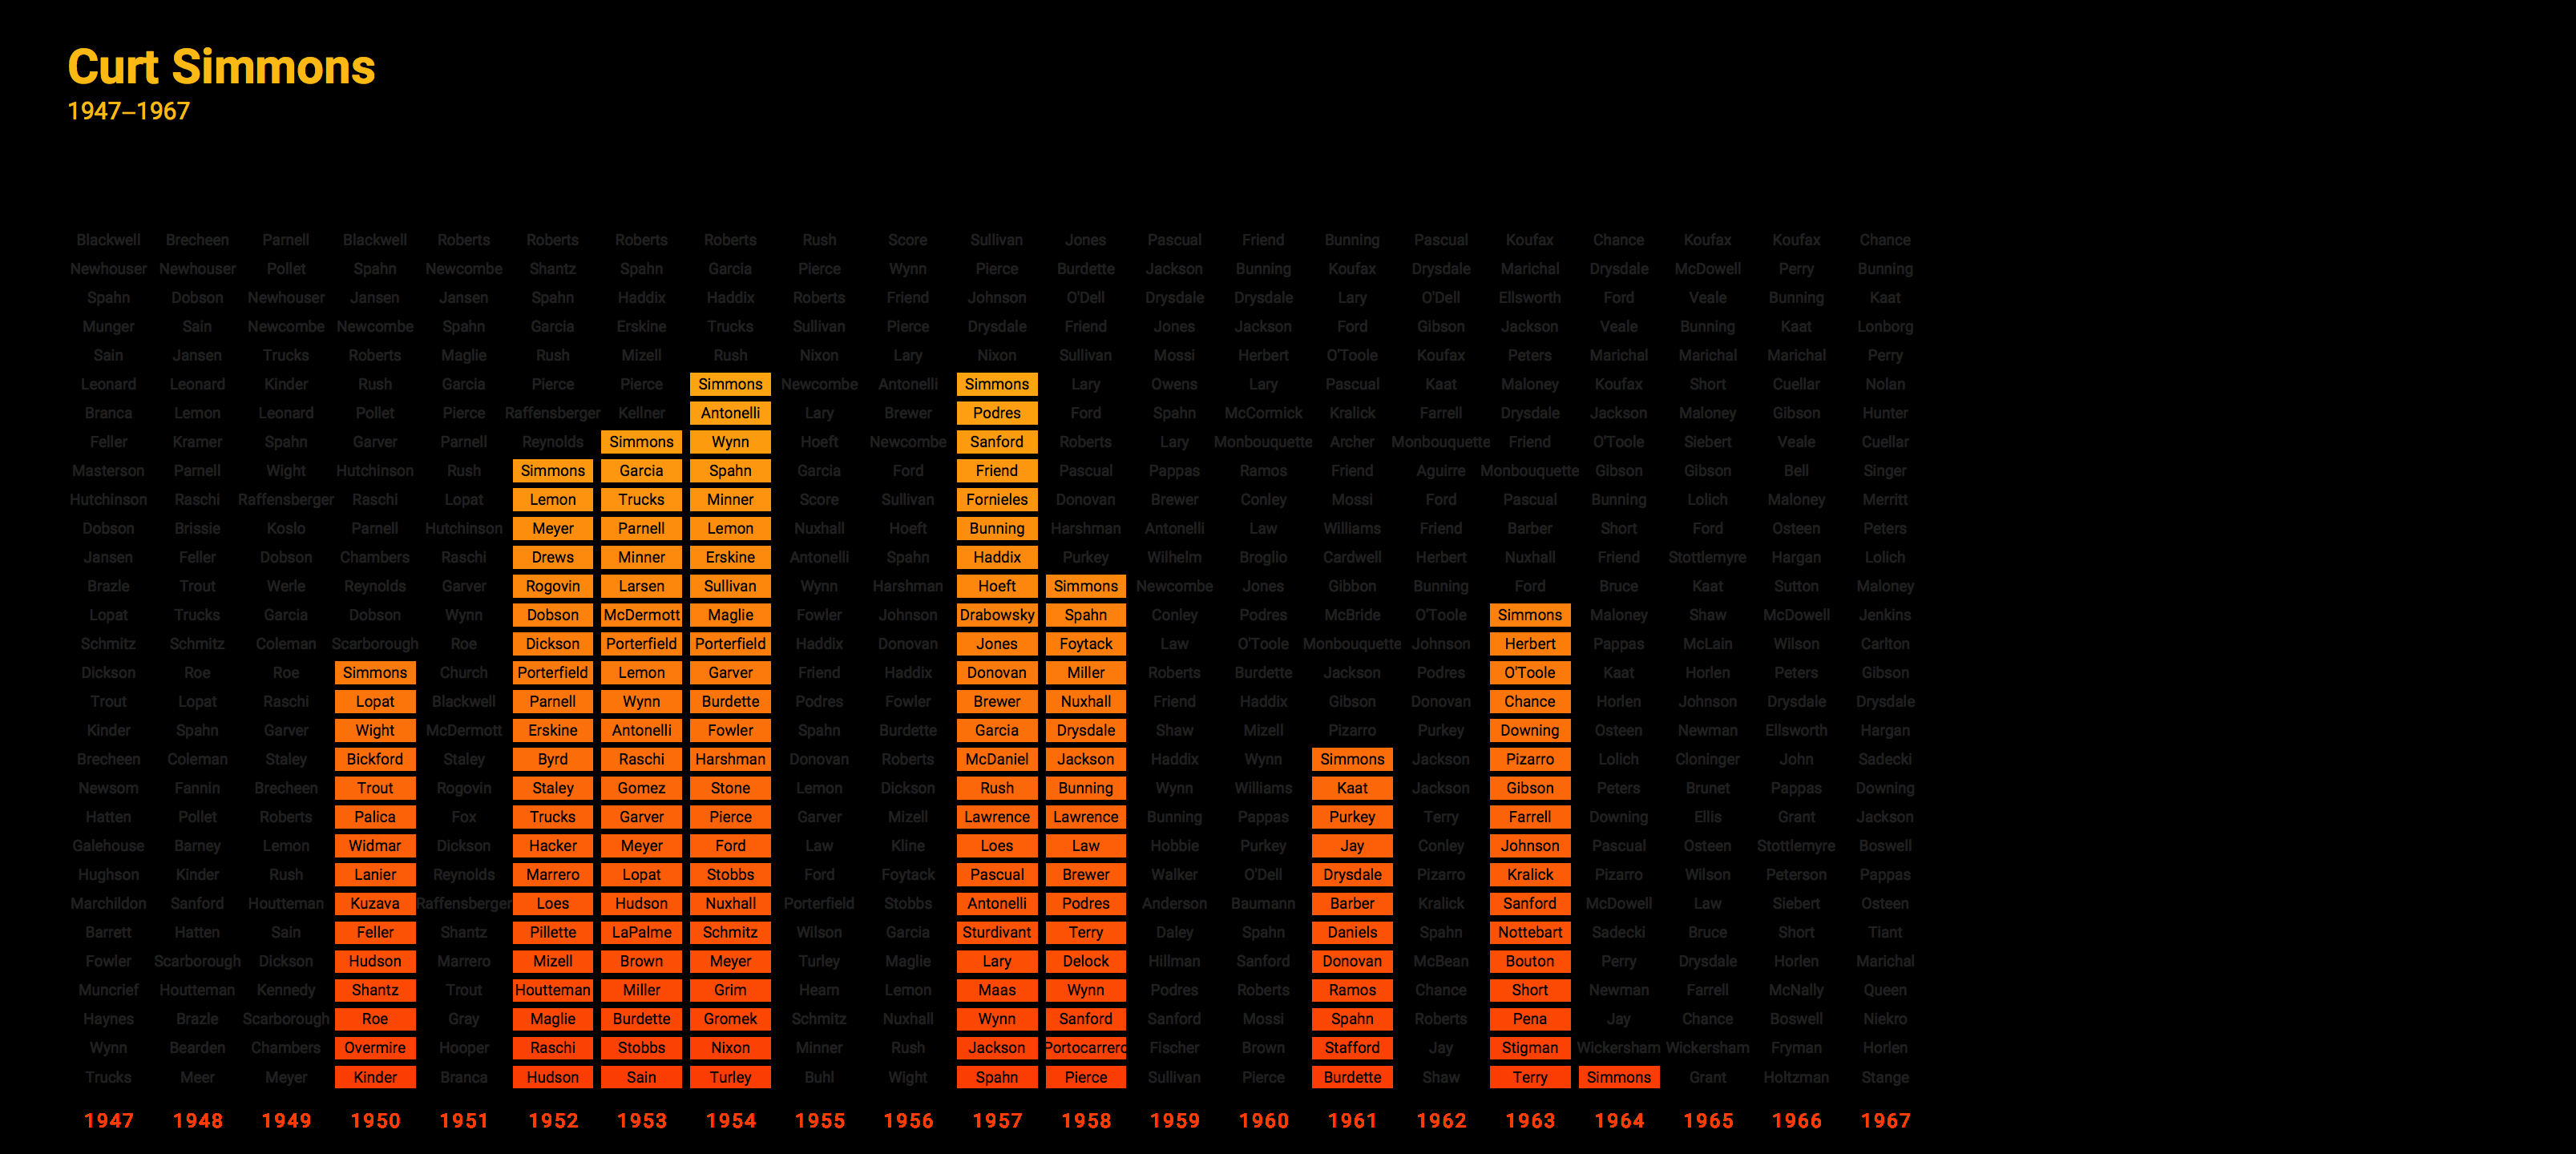 Curt Simmons
1947–1967
Blackwell Brecheen Parnell Blackwell Roberts Roberts Roberts Roberts Rush Score Sullivan Jones Pascual Friend Bunning Pascual Koufax Chance Koufax Koufax Chance
Newhouser Newhouser Pollet Spahn Newcombe Shantz Spahn Garcia Pierce Wynn Pierce Burdette Jackson Bunning Koufax Drysdale Marichal Drysdale McDowell Perry Bunning
Spahn Dobson Newhouser Jansen Jansen Spahn Haddix Haddix Roberts Friend Johnson O'Dell Drysdale Drysdale Lary O'Dell Ellsworth Ford Veale Bunning Kaat
Munger Sain Newcombe Newcombe Spahn Garcia Erskine Trucks Sullivan Pierce Drysdale Friend Jones Jackson Ford Gibson Jackson Veale Bunning Kaat Lonborg
Sain Jansen Trucks Roberts Maglie Rush Mizell Rush Nixon Lary Nixon Sullivan Mossi Herbert O'Toole Koufax Peters Marichal Marichal Marichal Perry
Leonard Leonard Kinder Rush Garcia Pierce Pierce Simmons Newcombe Antonelli Simmons Lary Owens Lary Pascual Kaat Maloney Koufax Short Cuellar Nolan
Branca Lemon Leonard Pollet Pierce Raffensberger Kellner Antonelli Lary Brewer Podres Ford Spahn McCormick Kralick Farrell Drysdale Jackson Maloney Gibson Hunter
Feller Kramer Spahn Garver Parnell Reynolds Simmons Wynn Hoeft Newcombe Sanford Roberts Lary Monbouquette Archer Monbouquette Friend O'Toole Siebert Veale Cuellar
Masterson Parnell Wight Hutchinson Rush Simmons Garcia Spahn Garcia Ford Friend Pascual Pappas Ramos Friend Aguirre Monbouquette Gibson Gibson Bell Singer
Hutchinson Raschi Raffensberger Raschi Lopat Lemon Trucks Minner Score Sullivan Fornieles Donovan Brewer Conley Mossi Ford Pascual Bunning Lolich Maloney Merritt
Dobson Brissie Koslo Parnell Hutchinson Meyer Parnell Lemon Nuxhall Hoeft Bunning Harshman Antonelli Law Williams Friend Barber Short Ford Osteen Peters
Jansen Feller Dobson Chambers Raschi Drews Minner Erskine Antonelli Spahn Haddix Purkey Wilhelm Broglio Cardwell Herbert Nuxhall Friend Stottlemyre Hargan Lolich
Brazle Trout Werle Reynolds Garver Rogovin Larsen Sullivan Wynn Harshman Hoeft Simmons Newcombe Jones Gibbon Bunning Ford Bruce Kaat Sutton Maloney
Lopat Trucks Garcia Dobson Wynn Dobson McDermott Maglie Fowler Johnson Drabowsky Spahn Conley Podres McBride O'Toole Simmons Maloney Shaw McDowell Jenkins
Schmitz Schmitz Coleman Scarborough Roe Dickson Porterfield Porterfield Haddix Donovan Jones Foytack Law O'Toole Monbouquette Johnson Herbert Pappas McLain Wilson Carlton
Dickson Roe Roe Simmons Church Porterfield Lemon Garver Friend Haddix Donovan Miller Roberts Burdette Jackson Podres O'Toole Kaat Horlen Peters Gibson
Trout Lopat Raschi Lopat Blackwell Parnell Wynn Burdette Podres Fowler Brewer Nuxhall Friend Haddix Gibson Donovan Chance Horlen Johnson Drysdale Drysdale
Kinder Spahn Garver Wight McDermott Erskine Antonelli Fowler Spahn Burdette Garcia Drysdale Shaw Mizell Pizarro Purkey Downing Osteen Newman Ellsworth Hargan
Brecheen Coleman Staley Bickford Staley Byrd Raschi Harshman Donovan Roberts McDaniel Jackson Haddix Wynn Simmons Jackson Pizarro Lolich Cloninger John Sadecki
Newsom Fannin Brecheen Trout Rogovin Staley Gomez Stone Lemon Dickson Rush Bunning Wynn Williams Kaat Jackson Gibson Peters Brunet Pappas Downing
Hatten Pollet Roberts Palica Fox Trucks Garver Pierce Garver Mizell Lawrence Lawrence Bunning Pappas Purkey Terry Farrell Downing Ellis Grant Jackson
Galehouse Barney Lemon Widmar Dickson Hacker Meyer Ford Law Kline Loes Law Hobbie Purkey Jay Conley Johnson Pascual Osteen Stottlemyre Boswell
Hughson Kinder Rush Lanier Reynolds Marrero Lopat Stobbs Ford Foytack Pascual Brewer Walker O'Dell Drysdale Pizarro Kralick Pizarro Wilson Peterson Pappas
Marchildon Sanford Houtteman Kuzava Raffensberger Loes Hudson Nuxhall Porterfield Stobbs Antonelli Podres Anderson Baumann Barber Kralick Sanford McDowell Law Siebert Osteen
Barrett Hatten Sain Feller Shantz Pillette LaPalme Schmitz Wilson Garcia Sturdivant Terry Daley Spahn Daniels Spahn Nottebart Sadecki Bruce Short Tiant
Fowler Scarborough Dickson Hudson Marrero Mizell Brown Meyer Turley Maglie Lary Delock Hillman Sanford Donovan McBean Bouton Perry Drysdale Horlen Marichal
Muncrief Houtteman Kennedy Shantz Trout Houtteman Miller Grim Hearn Lemon Maas Wynn Podres Roberts Ramos Chance Short Newman Farrell McNally Queen
Haynes Brazle Scarborough Roe Gray Maglie Burdette Gromek Schmitz Nuxhall Wynn Sanford Sanford Mossi Spahn Roberts Pena Jay Chance Boswell Niekro
Wynn Bearden Chambers Overmire Hooper Raschi Stobbs Nixon Minner Rush Jackson Portocarrero Fischer Brown Stafford Jay Stigman Wickersham Wickersham Fryman Horlen
Trucks Meer Meyer Kinder Branca Hudson Sain Turley Buhl Wight Spahn Pierce Sullivan Pierce Burdette Shaw Terry Simmons Grant Holtzman Stange
1947 1948 1949 1950 1951 1952 1953 1954 1955 1956 1957 1958 1959 1960 1961 1962 1963 1964 1965 1966 1967